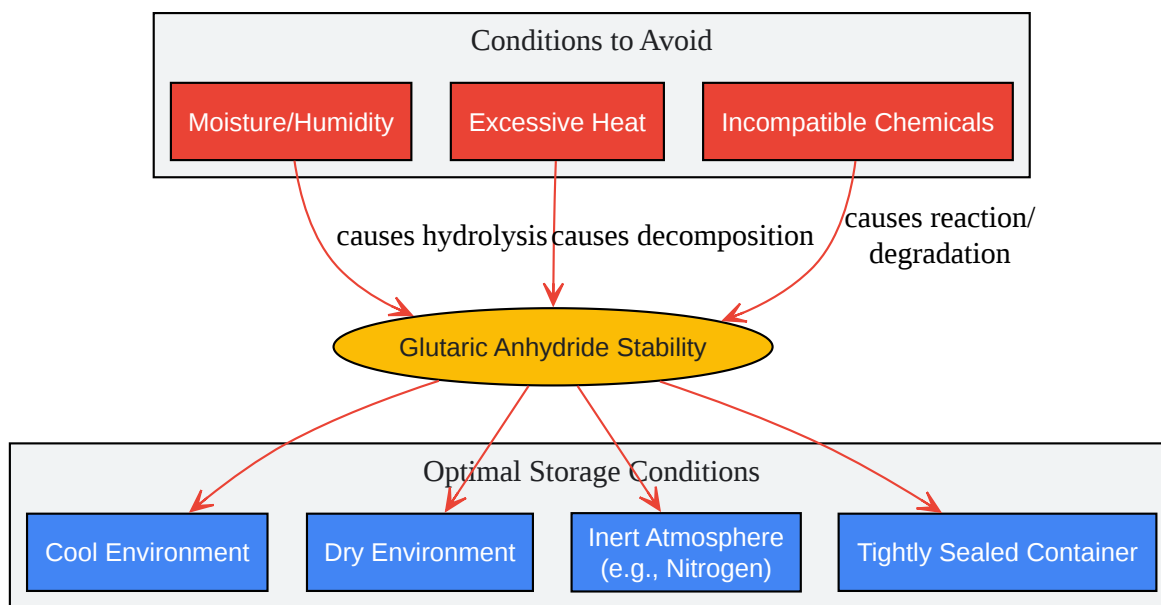 Conditions to Avoid
Moisture/Humidity
Excessive Heat
Incompatible Chemicals
causes hydrolysis
causes decomposition
causes reaction/
degradation
Glutaric Anhydride Stability
Optimal Storage Conditions
Cool Environment
Dry Environment
Inert Atmosphere
(e.g., Nitrogen)
Tightly Sealed Container